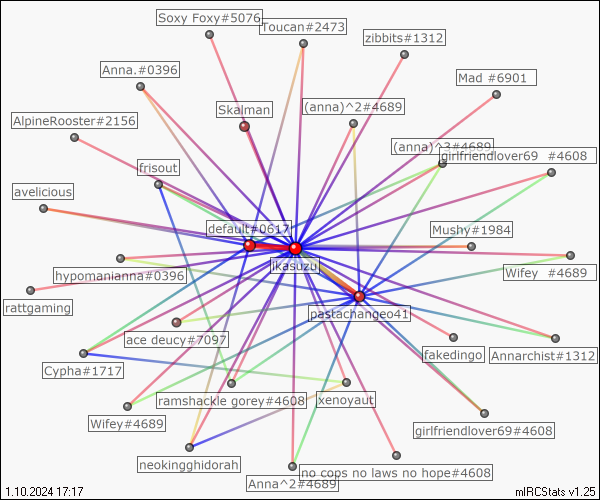 Soxy Foxy#5076
Toucan#2473
zibbits#1312
Anna.#0396
Mad #6901
Skalman
(anna)^2#4689
AlpineRooster#2156
(anna)^3#4689
girlfriendlover69 #4608
frisout
avelicious
default#0617
Mushy#1984
jkasuzu
hypomanianna#0396
Wifey #4689
rattgaming
pastachangeo41
ace deucy#7097
fakedingo
Annarchist#1312
Cypha#1717
ramshackle gorey#4608
xenoyaut
Wifey#4689
girlfriendlover69#4608
neokingghidorah
no cops no laws no hope#4608
Anna^2#4689
1.10.2024 17:17
mIRCStats v1.25